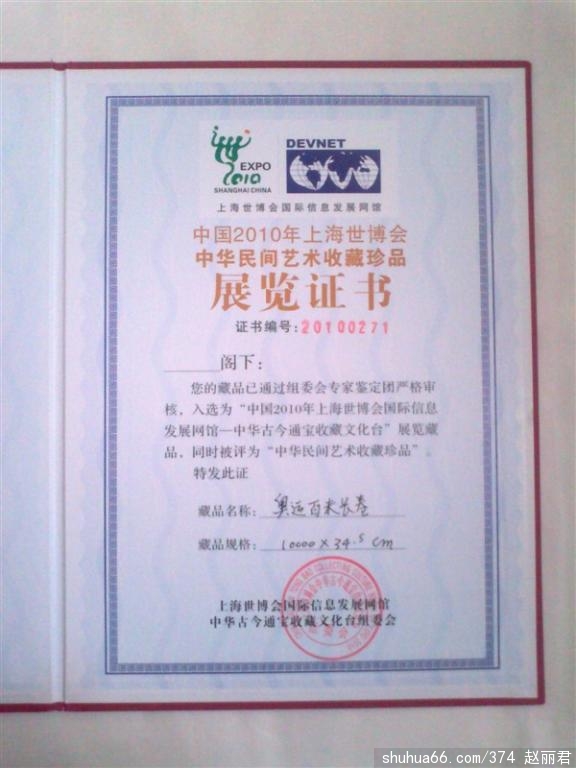 EXPO
2010
SHANGHAI CHINA
DEVNET
上海世博会国际信息发展网馆
中国2010年上海世博会
中华民间艺术收藏珍品
展览证书
证书编号:20100271
阁下：
您的藏品已通过组委会专家鉴定团严格审
核，入选为“中国2010年上海世博会国际信息
发展网馆—中华古今通宝收藏文化台”展览藏
品，同时被评为“中华民间艺术收藏珍品”。
特发此证
藏品名称：奥运百米长卷
藏品规格：10000×34.5cm
上海世博会国际信息发展网馆
中华古今通宝收藏文化台组委会
shuhua66.com/374 赵丽君